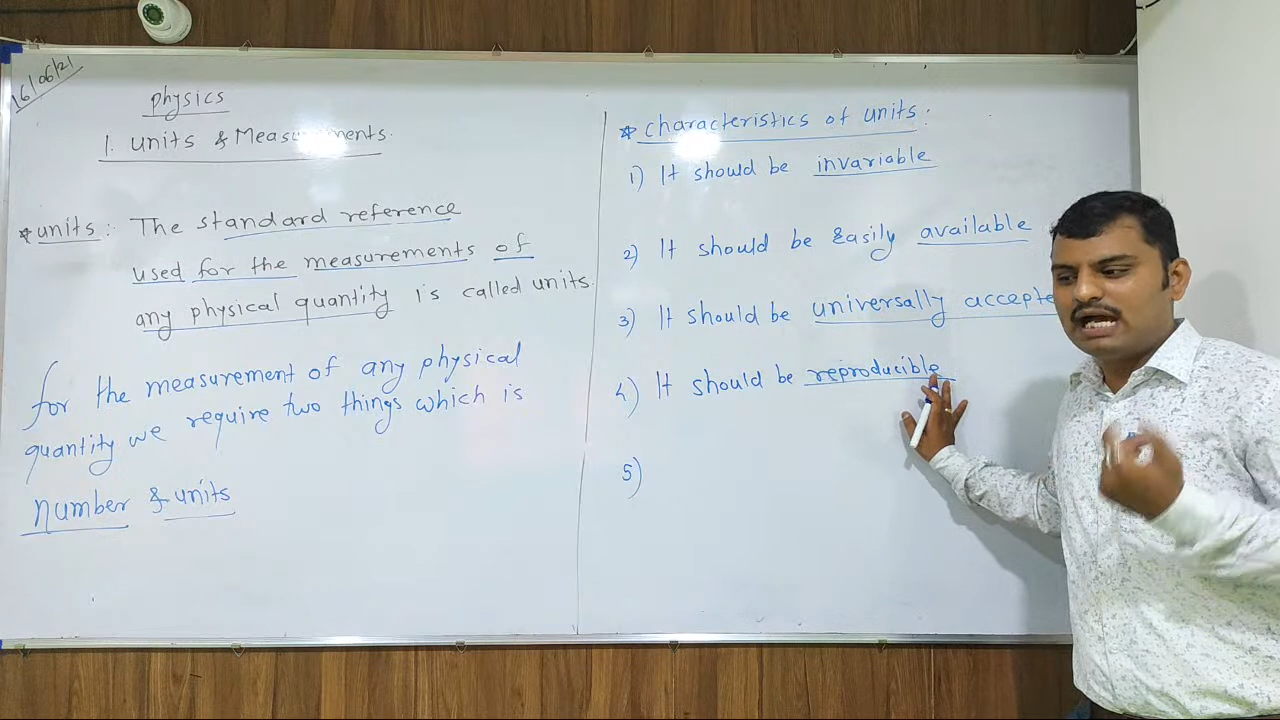 16/06/21
Physics
1. Units & Measurements.
* units: The standard reference
used for the measurements of
any physical quantity is called units.
for the measurement of any physical
quantity we require two things which is
number & units
* characteristics of units:
1) It should be invariable
2) It should be Easily available
3) It should be universally accepte
4) It should be reproducible
5)